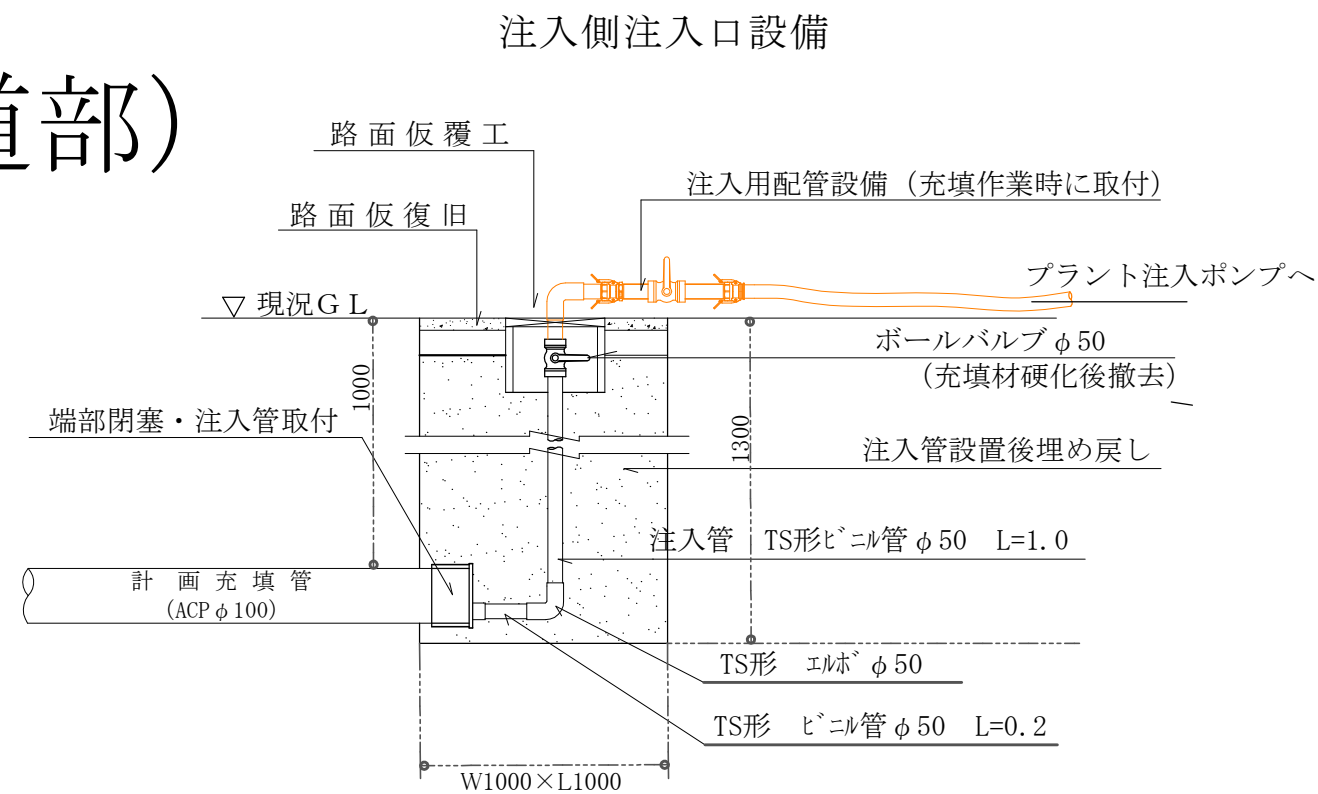 注入側注入口設備
道部）
路面仮覆工
注入用配管設備（充填作業時に取付）
路面仮復旧
プラント注入ポンプへ
▽ 現況ＧＬ
ボールバルブφ50
（充填材硬化後撤去）
1000
端部閉塞・注入管取付
1300
注入管設置後埋め戻し
注入管　TS形ﾋﾞﾆﾙ管φ50　L=1.0
計画充填管
（ACPφ100）
TS形　ｴﾙﾎﾞφ50
TS形　ﾋﾞﾆﾙ管φ50　L=0.2
W1000×L1000